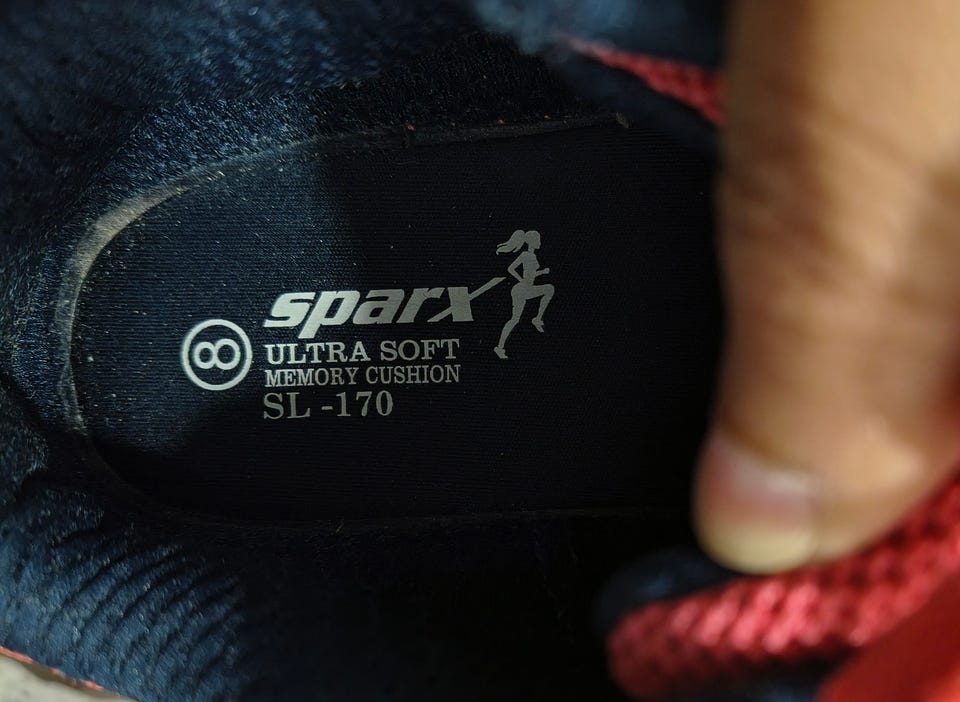 sparx
8
ULTRA SOFT
MEMORY CUSHION
SL -170